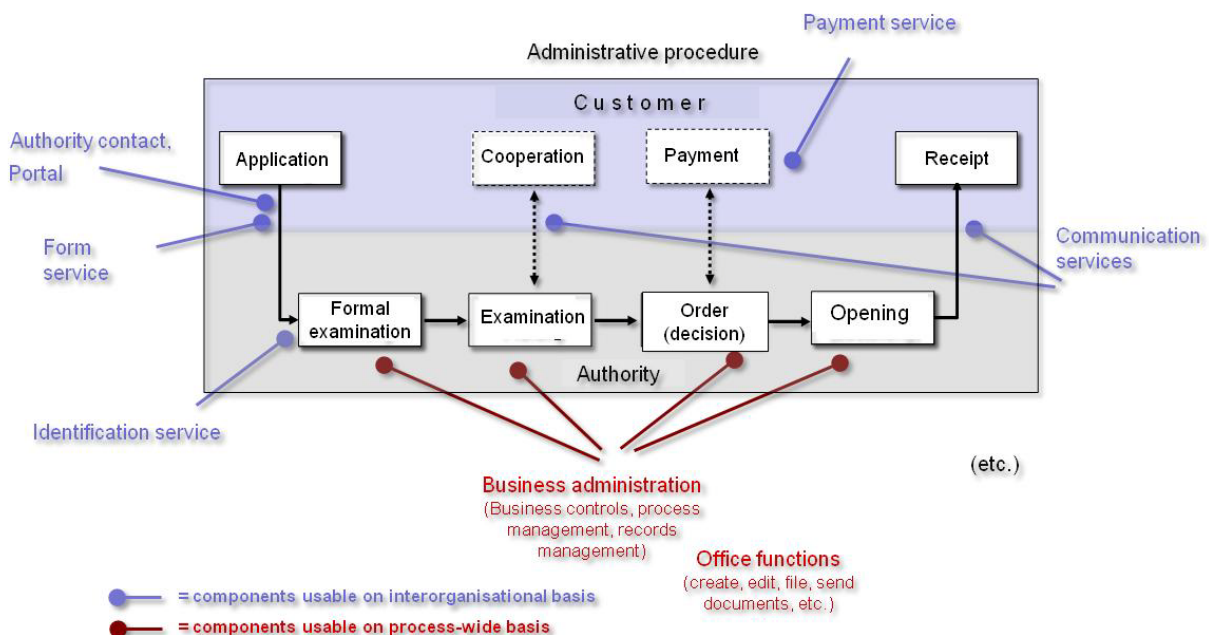 Payment service
Administrative procedure
Customer
Authority contact,
Portal
Application
Cooperation
Payment
Receipt
Form
service
Communication
services
Formal
examination
Examination
Order
(decision)
Opening
Authority
Identification service
(etc.)
Business administration
(Business controls, process
management, records
management)
Office functions
(create, edit, file, send
documents, etc.)
= components usable on interorganisational basis
= components usable on process-wide basis